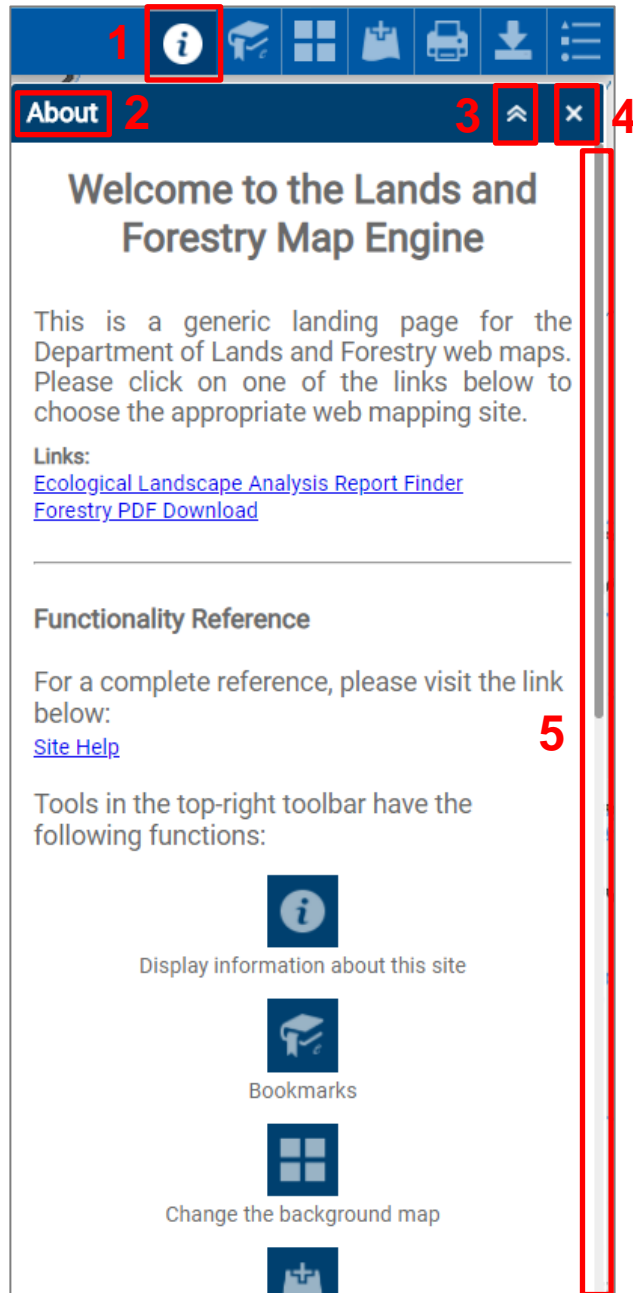 1
About 2 3 4
Welcome to the Lands and
Forestry Map Engine
This is a generic landing page for the
Department of Lands and Forestry web maps.
Please click on one of the links below to
choose the appropriate web mapping site.
Links:
Ecological Landscape Analysis Report Finder
Forestry PDF Download
Functionality Reference
For a complete reference, please visit the link
below:
5
Site Help
Tools in the top-right toolbar have the
following functions:
Display information about this site
Bookmarks
Change the background map